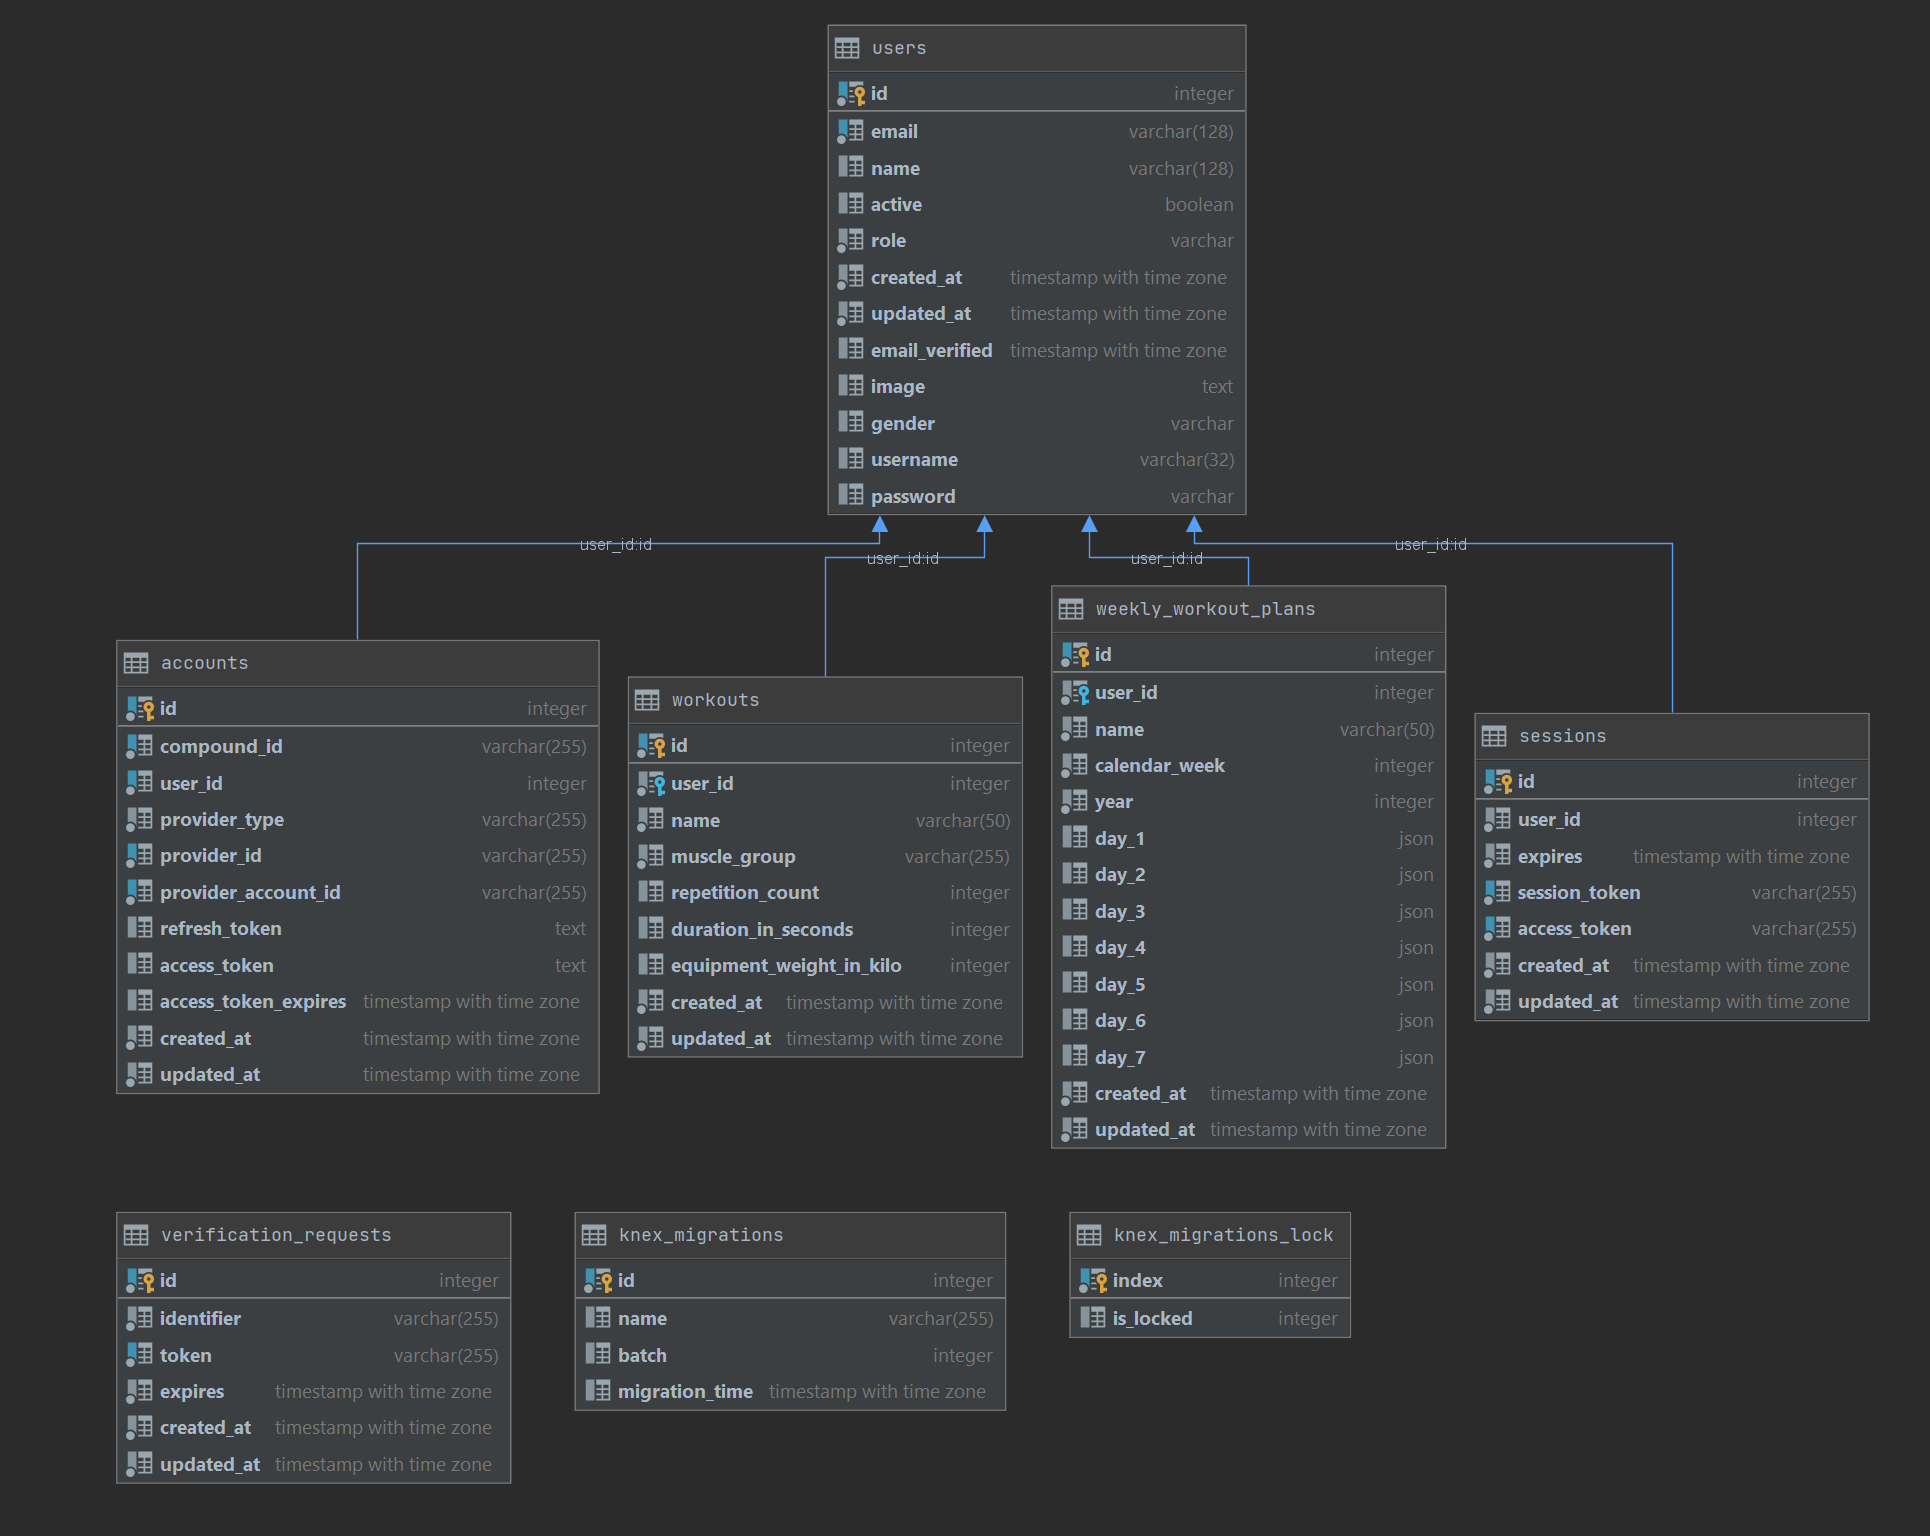 users
id integer
email varchar(128)
name varchar(128)
active boolean
role varchar
created_at timestamp with time zone
updated_at timestamp with time zone
email_verified timestamp with time zone
image text
gender varchar
username varchar(32)
password varchar
user_id:id
user_id:id
user_id:id
user_id:id
accounts
id integer
compound_id varchar(255)
user_id integer
provider_type varchar(255)
provider_id varchar(255)
provider_account_id varchar(255)
refresh_token text
access_token text
access_token_expires timestamp with time zone
created_at timestamp with time zone
updated_at timestamp with time zone
workouts
id integer
user_id integer
name varchar(50)
muscle_group varchar(255)
repetition_count integer
duration_in_seconds integer
equipment_weight_in_kilo integer
created_at timestamp with time zone
updated_at timestamp with time zone
weekly_workout_plans
id integer
user_id integer
name varchar(50)
calendar_week integer
year integer
day_1 json
day_2 json
day_3 json
day_4 json
day_5 json
day_6 json
day_7 json
created_at timestamp with time zone
updated_at timestamp with time zone
sessions
id integer
user_id integer
expires timestamp with time zone
session_token varchar(255)
access_token varchar(255)
created_at timestamp with time zone
updated_at timestamp with time zone
verification_requests
id integer
identifier varchar(255)
token varchar(255)
expires timestamp with time zone
created_at timestamp with time zone
updated_at timestamp with time zone
knex_migrations
id integer
name varchar(255)
batch integer
migration_time timestamp with time zone
knex_migrations_lock
index integer
is_locked integer